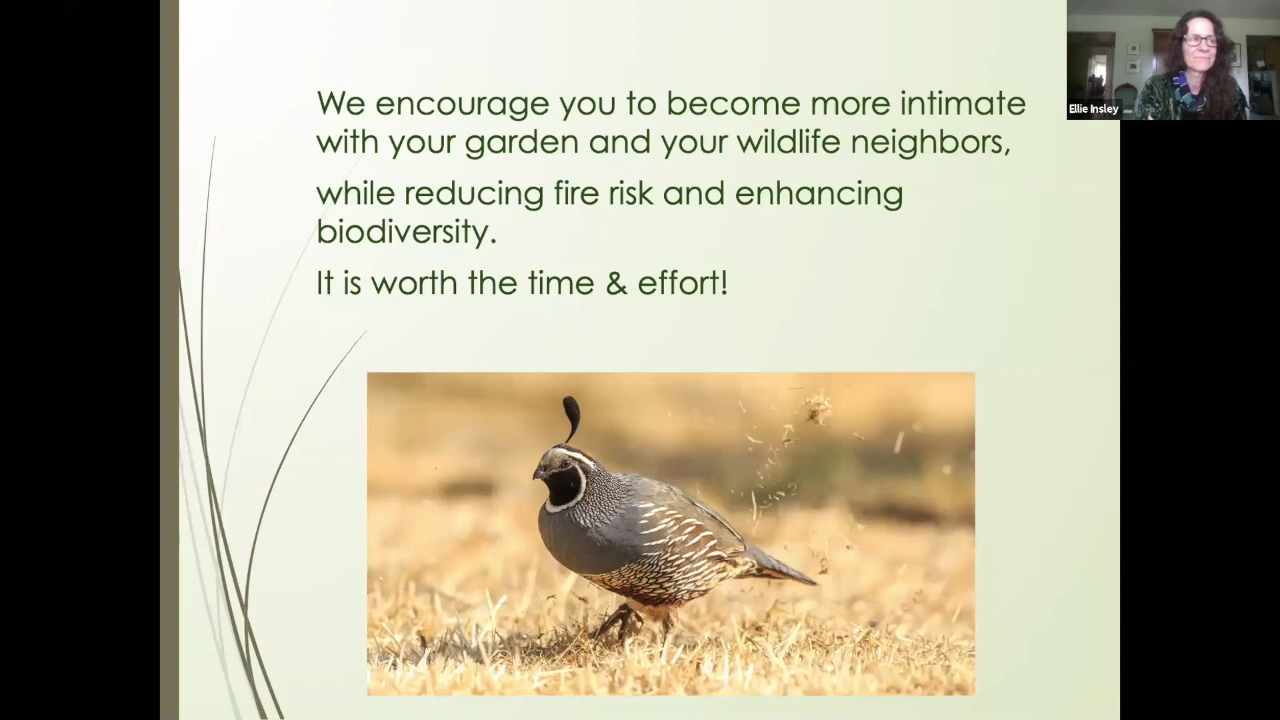 We encourage you to become more intimate
with your garden and your wildlife neighbors,
while reducing fire risk and enhancing
biodiversity.
It is worth the time & effort!
Ellie Insley